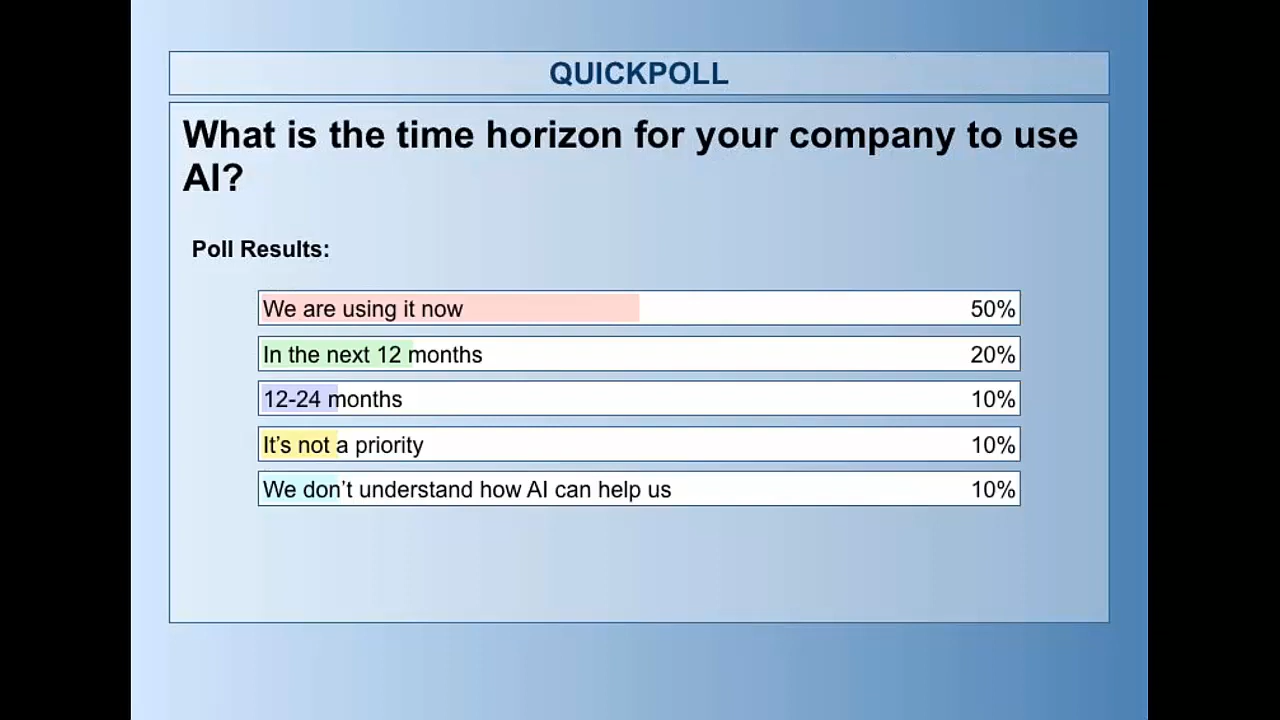 QUICKPOLL
What is the time horizon for your company to use
AI?
Poll Results:
We are using it now 50%
In the next 12 months 20%
12-24 months 10%
It’s not a priority 10%
We don’t understand how AI can help us 10%